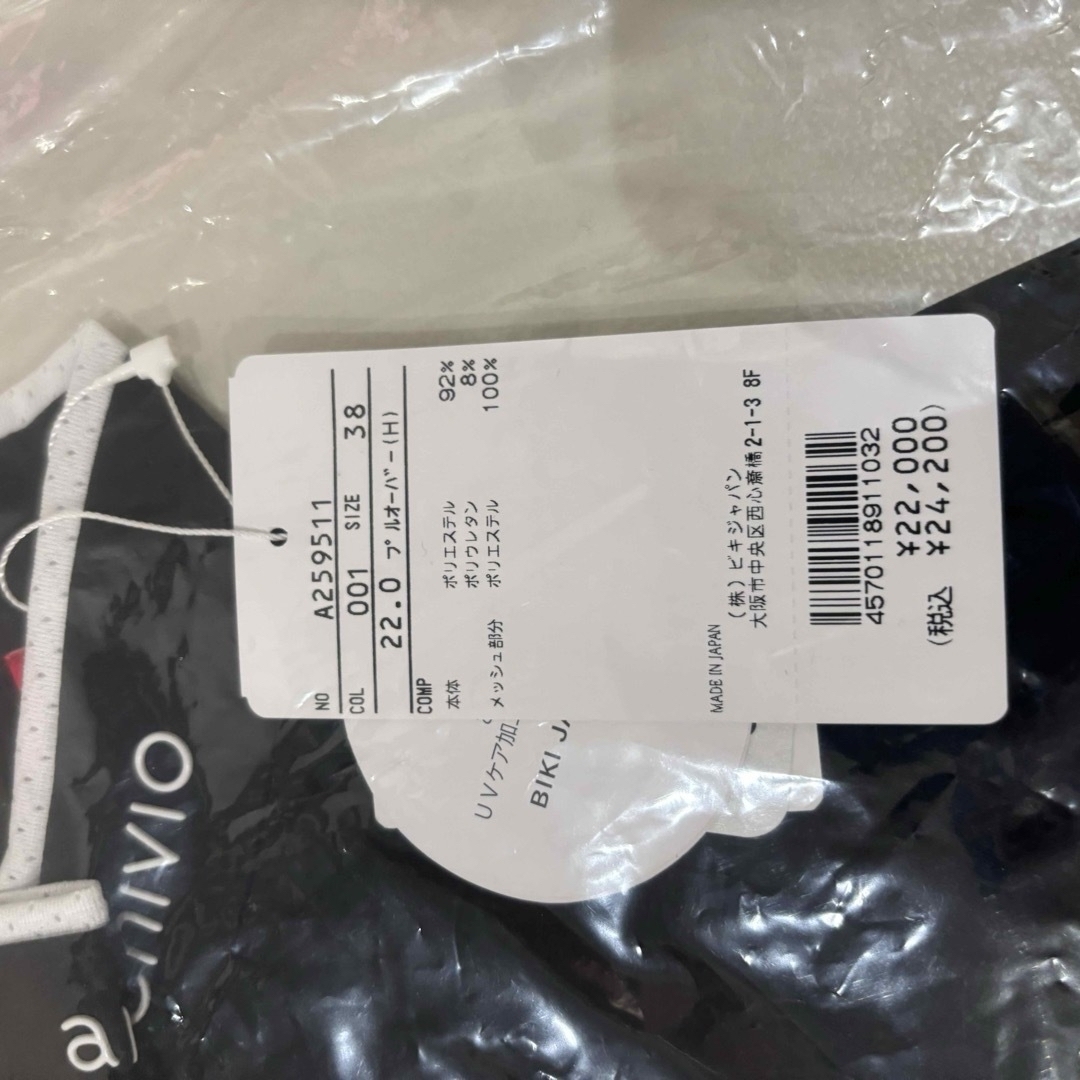 NO A259511
COL 001 SIZE 38
22.0 プルオーバー(H)
COMP
本体 ポリエステル 92%
ポリウレタン 8%
メッシュ部分 ポリエステル 100%
MADE IN JAPAN
(株)ビキジャパン
大阪市中央区西心斎橋2-1-3 8F
4570118911032
¥22,000
(税込 ¥24,200)
UVケア加
BIKI